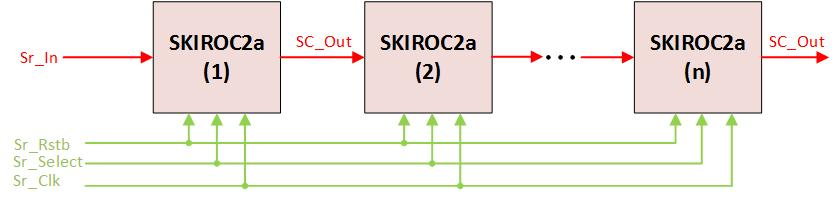 SKIROC2a
(1)
SC_Out
SKIROC2a
(2)
SKIROC2a
(n)
SC_Out
Sr_In
Sr_Rstb
Sr_Select
Sr_Clk